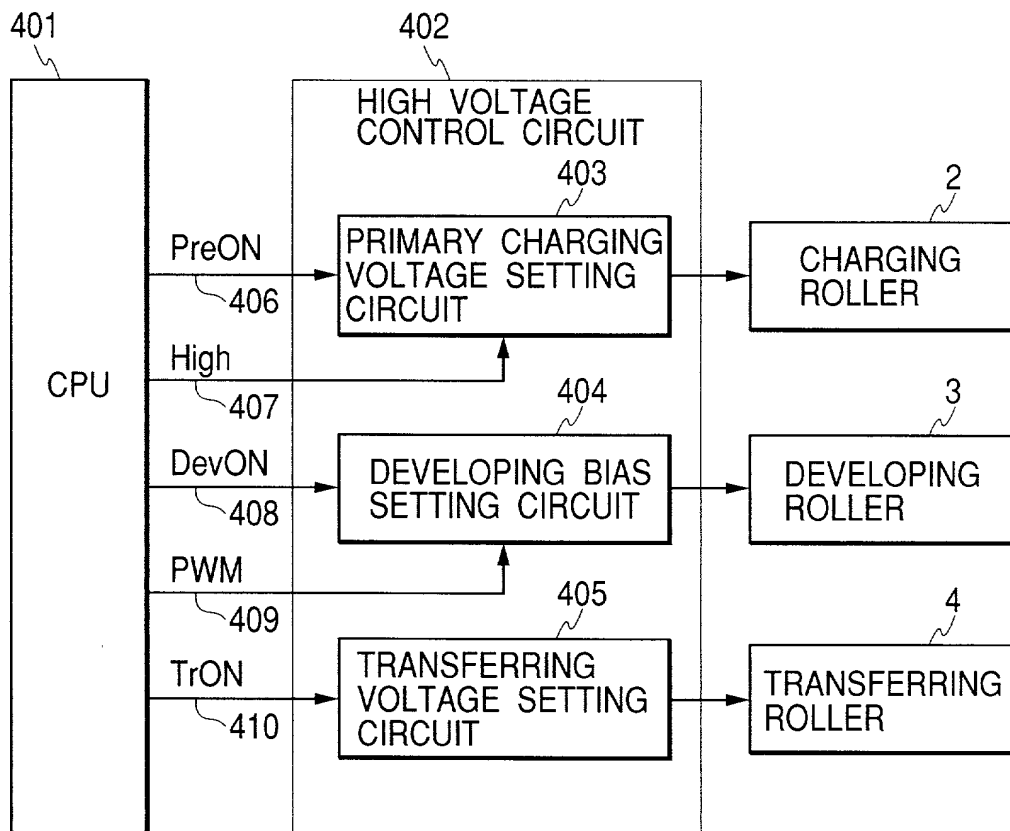 401
402
HIGH VOLTAGE
CONTROL CIRCUIT
403
2
PreON
PRIMARY CHARGING
VOLTAGE SETTING
CIRCUIT
CHARGING
ROLLER
406
High
CPU
407
404
3
DevON
DEVELOPING BIAS
SETTING CIRCUIT
DEVELOPING
ROLLER
408
PWM
409
405
4
TrON
TRANSFERRING
VOLTAGE SETTING
CIRCUIT
TRANSFERRING
ROLLER
410